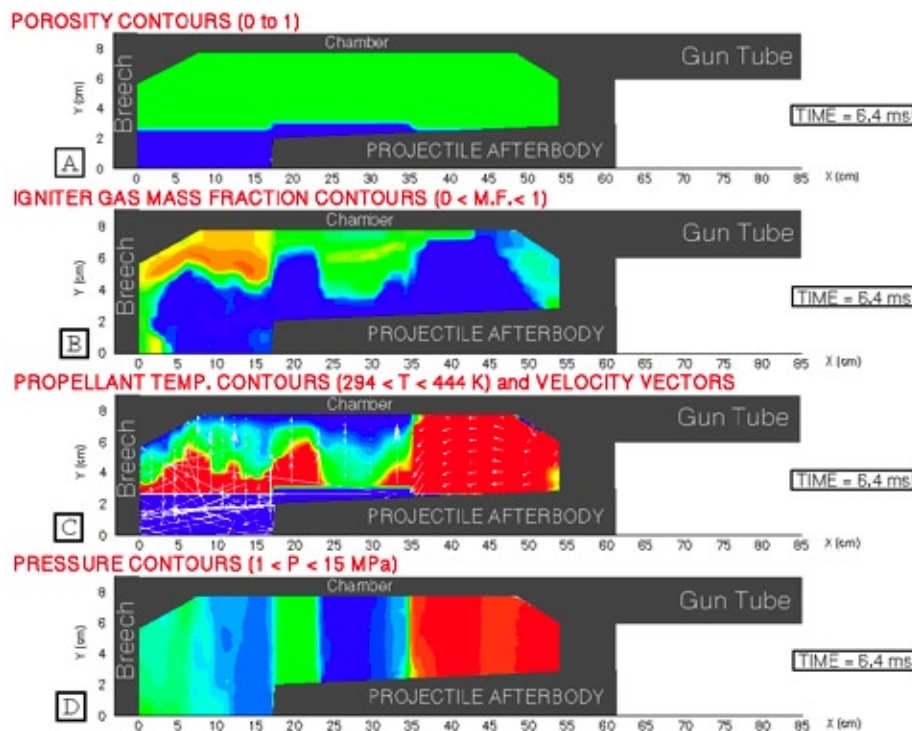 POROSITY CONTOURS (0 to 1)
Chamber
Gun Tube
Breech
Y (cm)
8
6
4
2
0
TIME = 6.4 ms
A
PROJECTILE AFTERBODY
0 5 10 15 20 25 30 35 40 45 50 55 60 65 70 75 80 85 X (cm)
IGNITER GAS MASS FRACTION CONTOURS (0 < M.F.< 1)
Chamber
Gun Tube
Breech
Y (cm)
8
6
4
2
0
TIME = 6.4 ms
B
PROJECTILE AFTERBODY
0 5 10 15 20 25 30 35 40 45 50 55 60 65 70 75 80 85 X (cm)
PROPELLANT TEMP. CONTOURS (294 < T < 444 K) and VELOCITY VECTORS
Chamber
Gun Tube
Breech
Y (cm)
8
6
4
2
0
TIME = 6.4 ms
C
PROJECTILE AFTERBODY
0 5 10 15 20 25 30 35 40 45 50 55 60 65 70 75 80 85 X (cm)
PRESSURE CONTOURS (1 < P < 15 MPa)
Chamber
Gun Tube
Breech
Y (cm)
8
6
4
2
0
TIME = 6.4 ms
D
PROJECTILE AFTERBODY
0 5 10 15 20 25 30 35 40 45 50 55 60 65 70 75 80 85 X (cm)